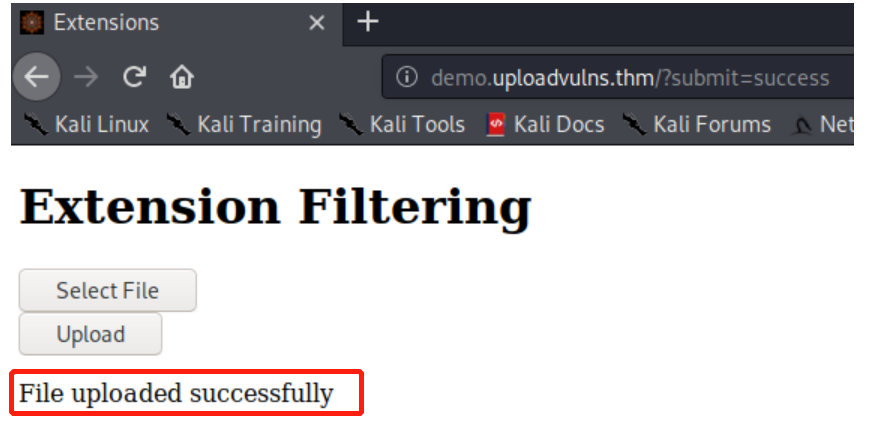 Extensions
demo.uploadvulns.thm/?submit=success
Kali Linux Kali Training Kali Tools Kali Docs Kali Forums Net
Extension Filtering
Select File
Upload
File uploaded successfully